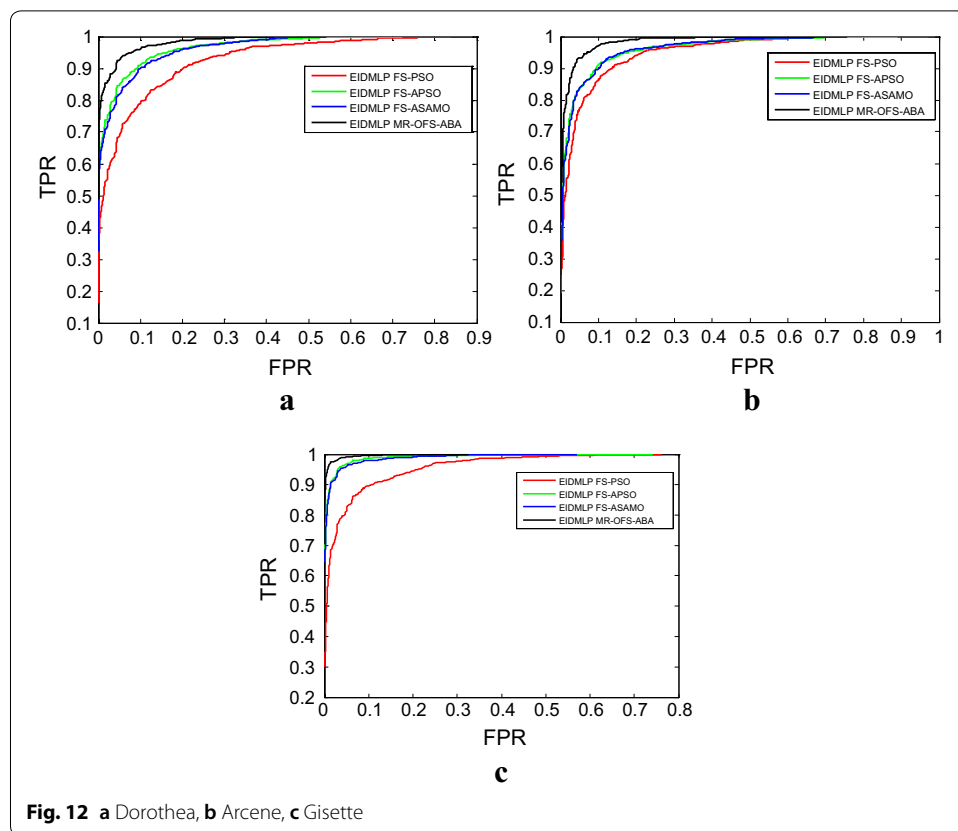 1
0.9
0.8
0.7
0.6
0.5
0.4
0.3
0.2
0.1
TPR
0 0.1 0.2 0.3 0.4 0.5 0.6 0.7 0.8 0.9
FPR
EIDMLP FS-PSO
EIDMLP FS-APSO
EIDMLP FS-ASAMO
EIDMLP MR-OFS-ABA
a
1
0.9
0.8
0.7
0.6
0.5
0.4
0.3
0.2
0.1
TPR
0 0.1 0.2 0.3 0.4 0.5 0.6 0.7 0.8 0.9 1
FPR
EIDMLP FS-PSO
EIDMLP FS-APSO
EIDMLP FS-ASAMO
EIDMLP MR-OFS-ABA
b
1
0.9
0.8
0.7
0.6
0.5
0.4
0.3
0.2
TPR
0 0.1 0.2 0.3 0.4 0.5 0.6 0.7 0.8
FPR
EIDMLP FS-PSO
EIDMLP FS-APSO
EIDMLP FS-ASAMO
EIDMLP MR-OFS-ABA
c
Fig. 12 a Dorothea, b Arcene, c Gisette